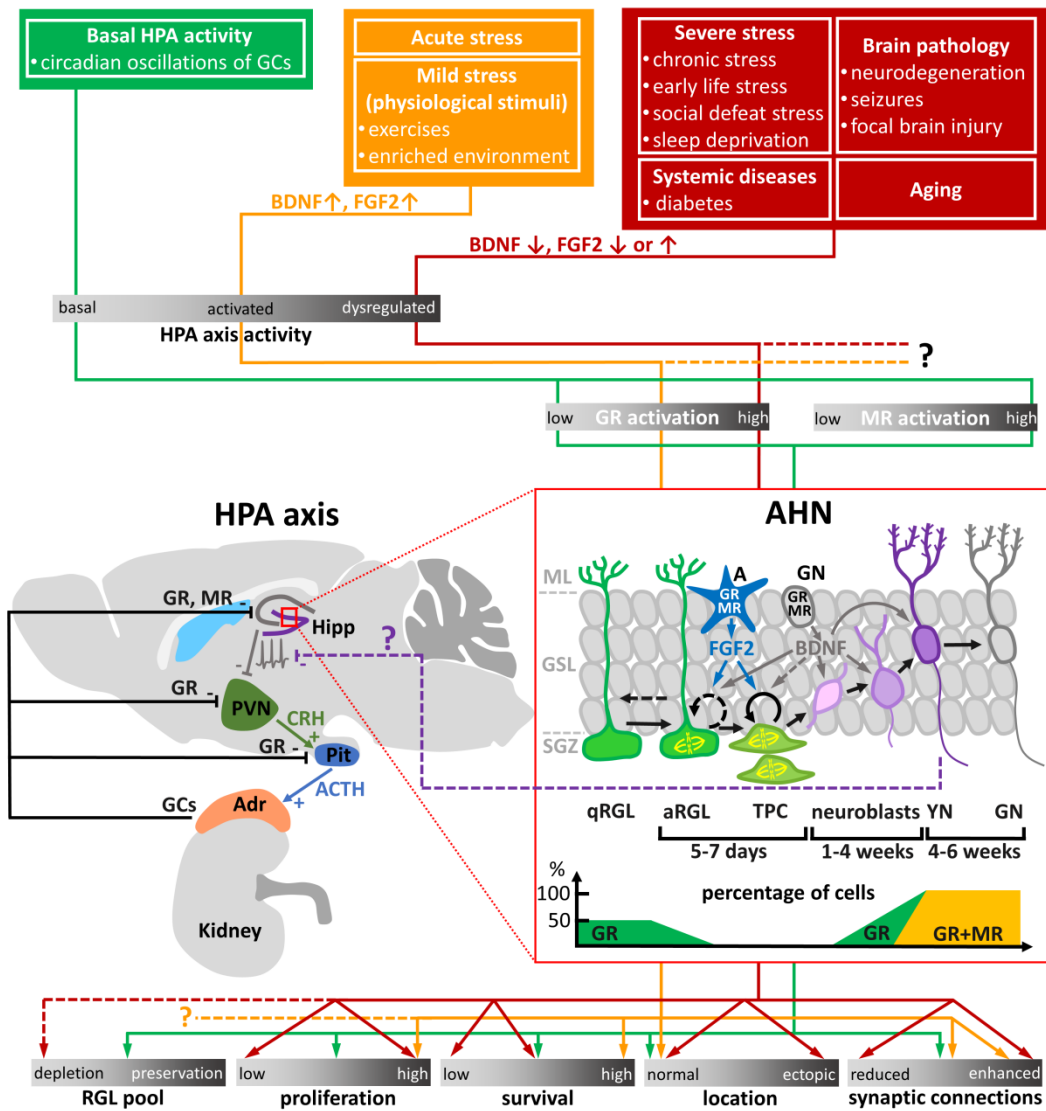 Basal HPA activity
• circadian oscillations of GCs
Acute stress
Mild stress
(physiological stimuli)
• exercises
• enriched environment
Severe stress
• chronic stress
• early life stress
• social defeat stress
• sleep deprivation
Brain pathology
• neurodegeneration
• seizures
• focal brain injury
Systemic diseases
• diabetes
Aging
BDNF↑, FGF2↑
BDNF ↓, FGF2 ↓ or ↑
basal activated dysregulated
HPA axis activity
?
low GR activation high
low MR activation high
HPA axis
GR, MR -
Hipp
?
-
-
GR -
PVN
CRH
+
GR -
Pit
ACTH
+
GCs
Adr
Kidney
AHN
ML
GSL
SGZ
A
GR
MR
GN
GR
MR
FGF2
BDNF
qRGL aRGL TPC neuroblasts YN GN
5-7 days 1-4 weeks 4-6 weeks
%
100
50
percentage of cells
GR GR GR+MR
?
depletion preservation
RGL pool
low high
proliferation
low high
survival
normal ectopic
location
reduced enhanced
synaptic connections